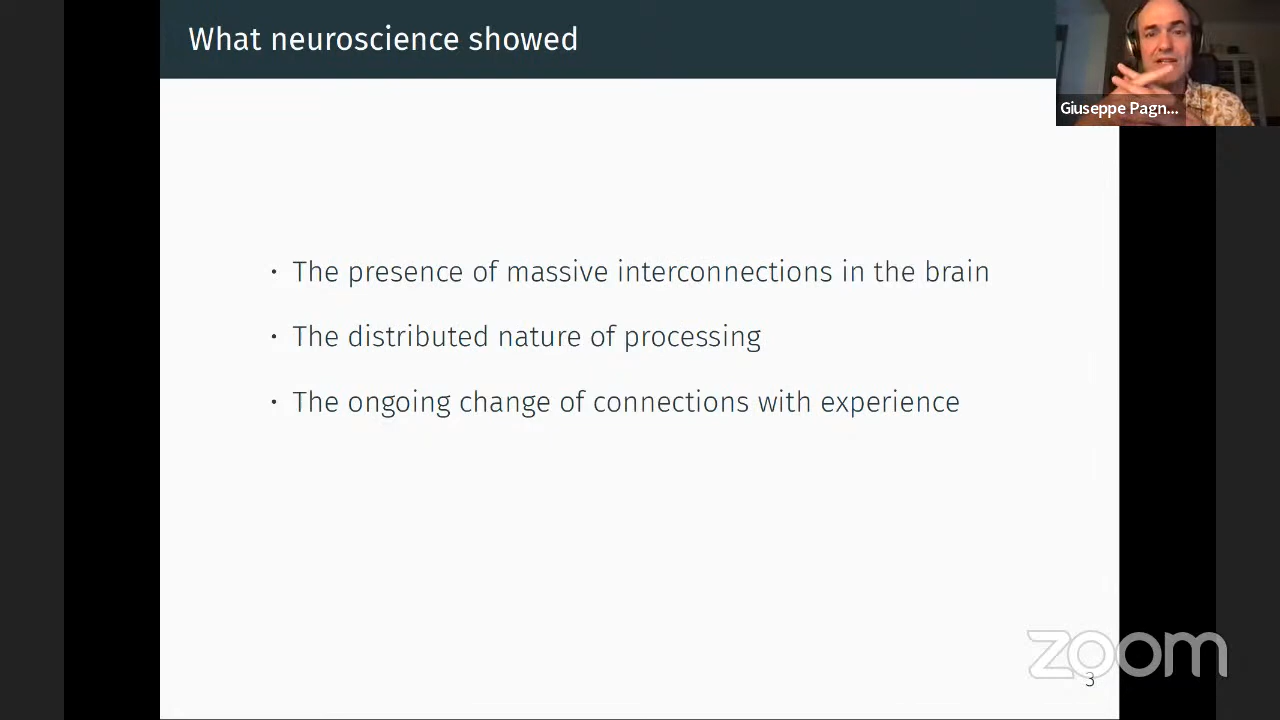 What neuroscience showed
Giuseppe Pagn...
• The presence of massive interconnections in the brain
• The distributed nature of processing
• The ongoing change of connections with experience
zoom
3